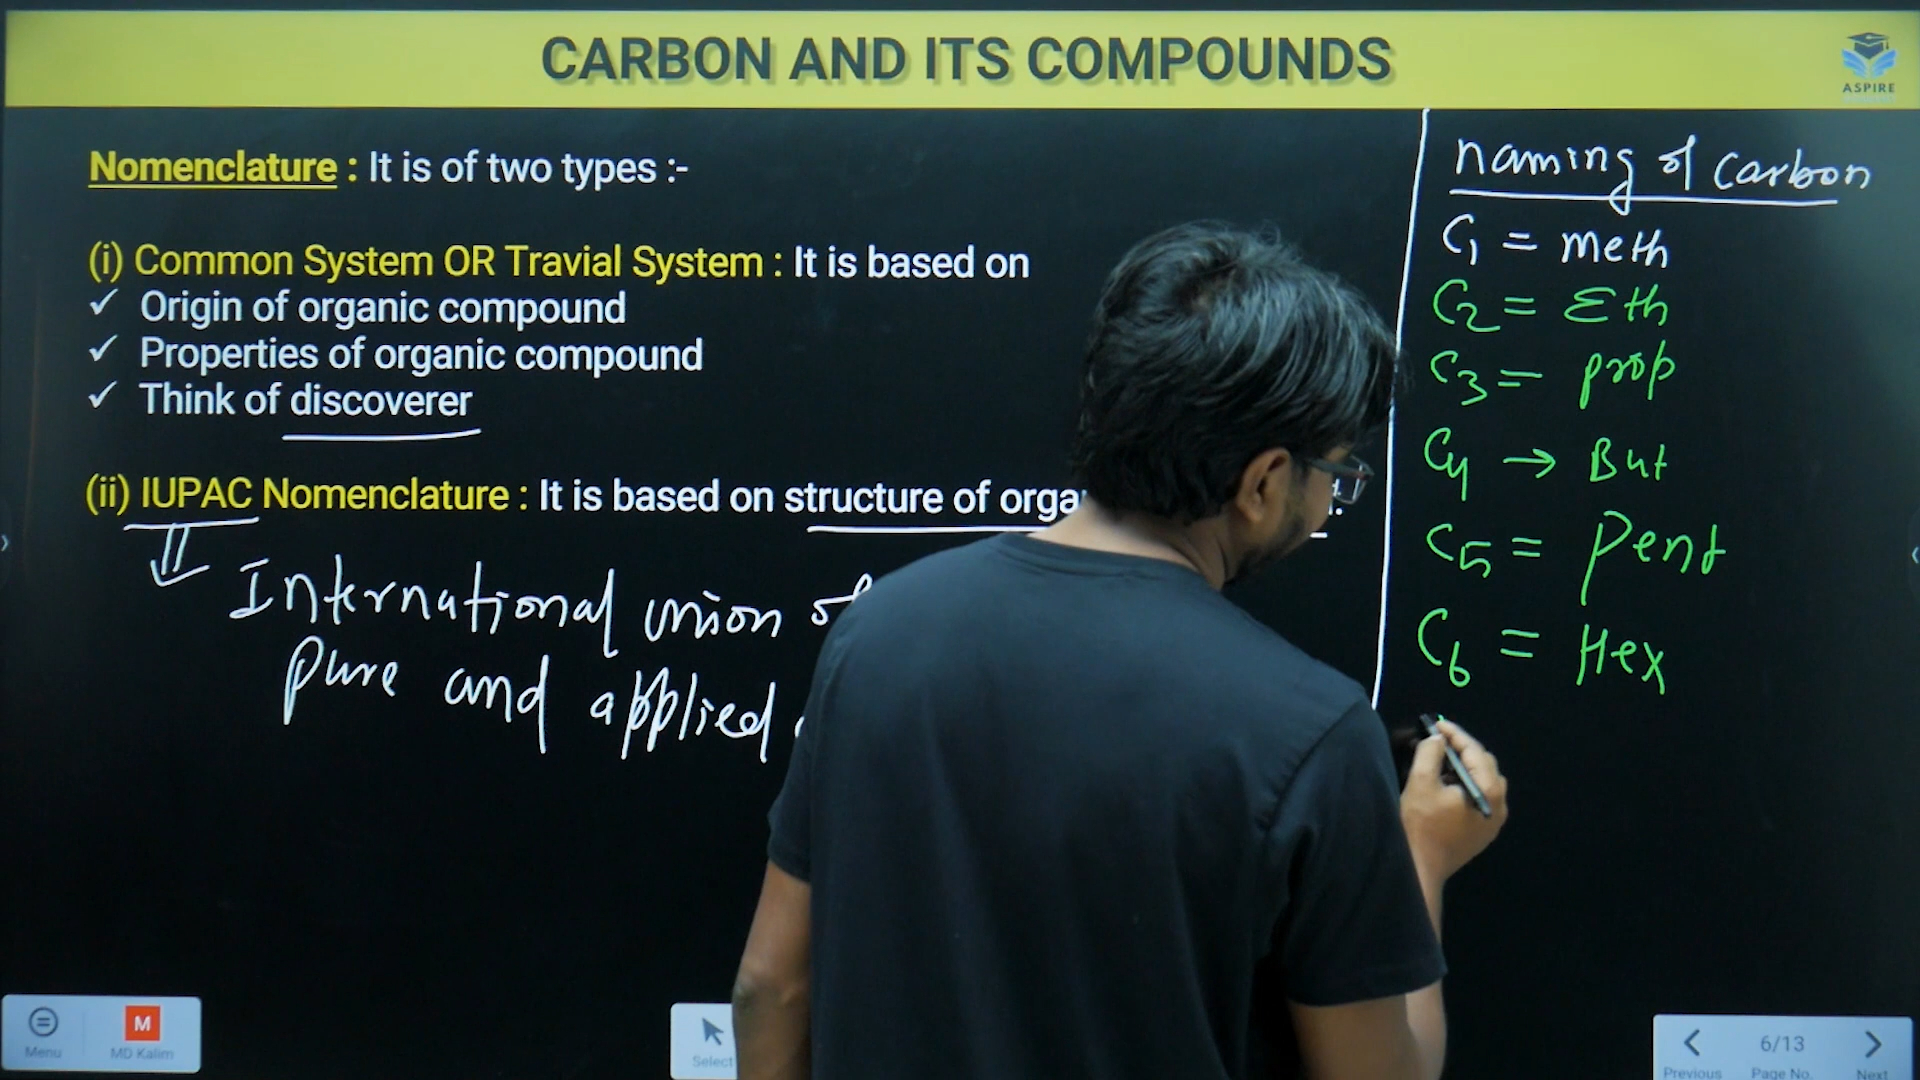 CARBON AND ITS COMPOUNDS
ASPIRE
Nomenclature : It is of two types :-
(i) Common System OR Travial System : It is based on
✓ Origin of organic compound
✓ Properties of organic compound
✓ Think of discoverer
(ii) IUPAC Nomenclature : It is based on structure of orga
International union of
pure and applied
naming of carbon
C1 = meth
C2 = Eth
C3 = prop
C4 → But
C5 = Pent
C6 = Hex
Menu
M
MD Kalim
Select
6/13
Previous Page No. Next